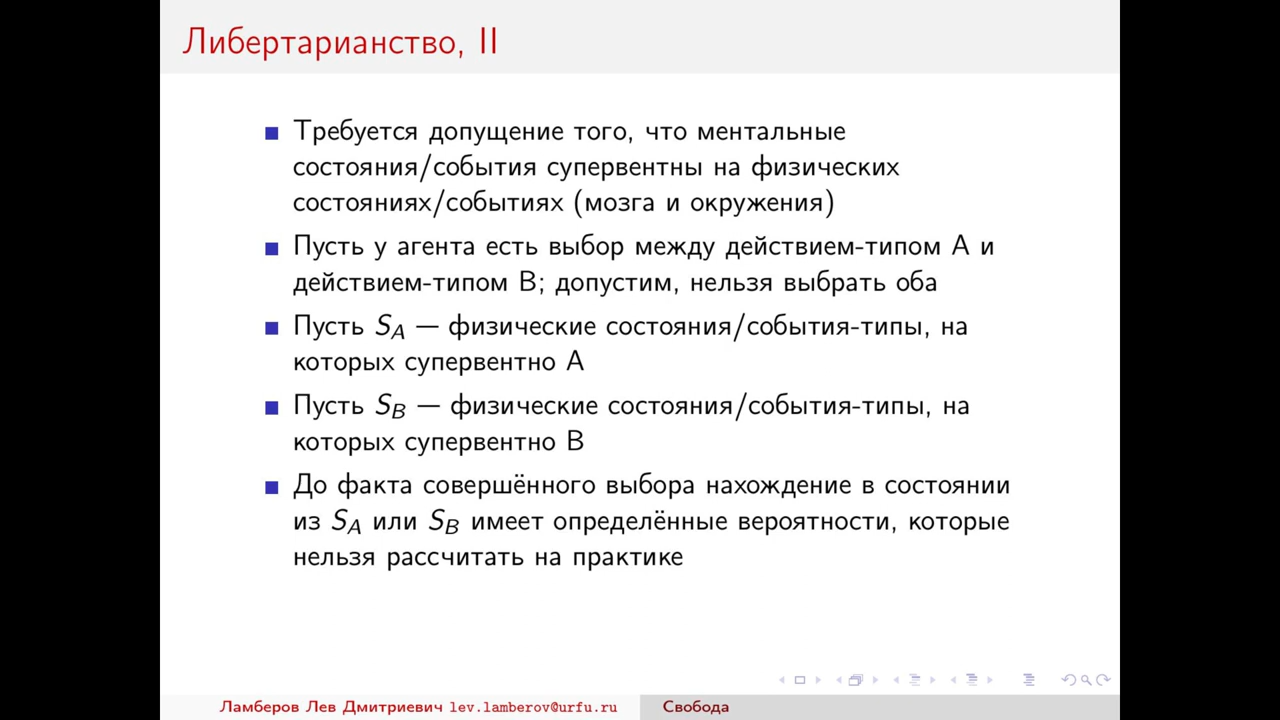 Либертарианство, II
Требуется допущение того, что ментальные
состояния/события супервентны на физических
состояниях/событиях (мозга и окружения)
Пусть у агента есть выбор между действием-типом A и
действием-типом B; допустим, нельзя выбрать оба
Пусть S_A — физические состояния/события-типы, на
которых супервентно A
Пусть S_B — физические состояния/события-типы, на
которых супервентно B
До факта совершённого выбора нахождение в состоянии
из S_A или S_B имеет определённые вероятности, которые
нельзя рассчитать на практике
Ламберов Лев Дмитриевич lev.lamberov@urfu.ru
Свобода